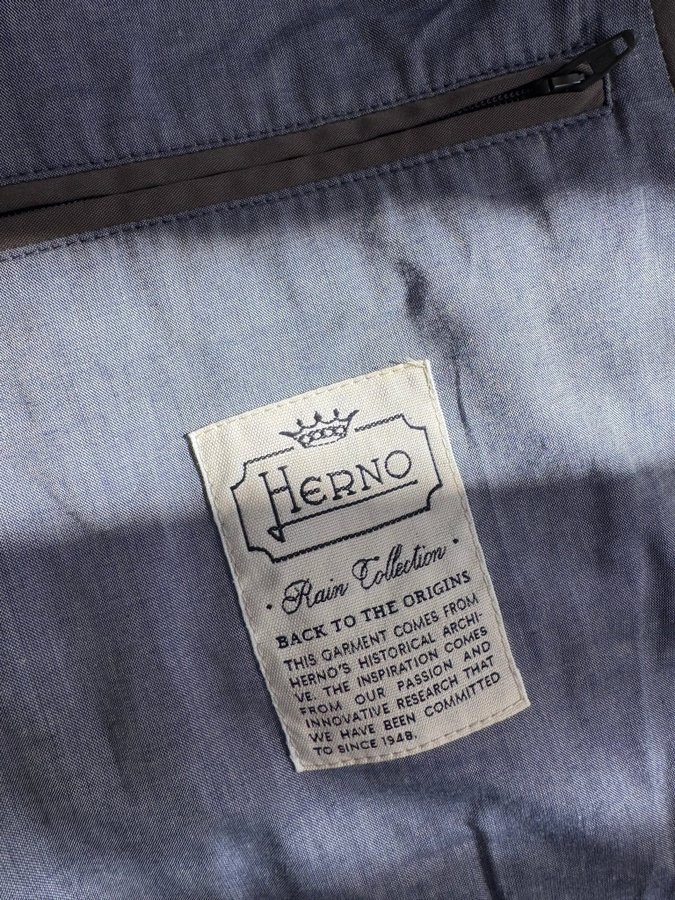 HERNO
Rain Collection
BACK TO THE ORIGINS
THIS GARMENT COMES FROM
HERNO'S HISTORICAL ARCHI-
VE. THE INSPIRATION COMES
FROM OUR PASSION AND
INNOVATIVE RESEARCH THAT
WE HAVE BEEN COMMITTED
TO SINCE 1948.